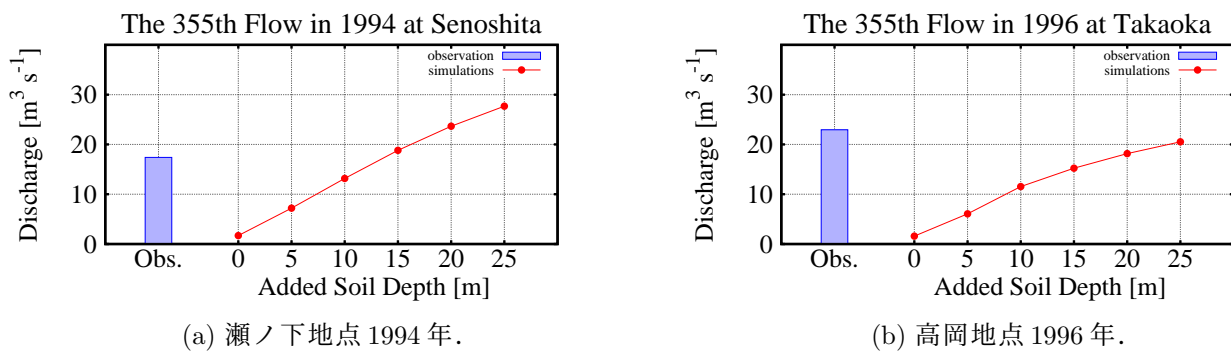 The 355th Flow in 1994 at Senoshita
Discharge [m³ s⁻¹]
observation
simulations
30
20
10
0
Obs. 0 5 10 15 20 25
Added Soil Depth [m]
(a) 瀬ノ下地点 1994 年.
The 355th Flow in 1996 at Takaoka
Discharge [m³ s⁻¹]
observation
simulations
30
20
10
0
Obs. 0 5 10 15 20 25
Added Soil Depth [m]
(b) 高岡地点 1996 年.